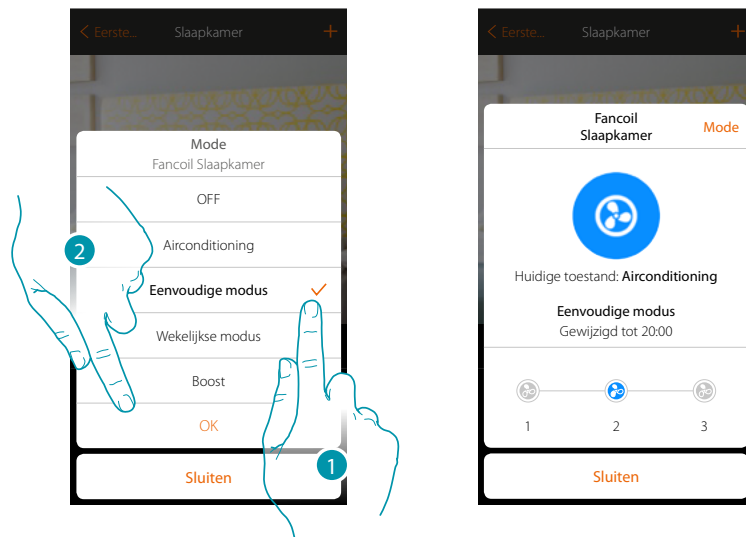 Eerste...
Slaapkamer
+
Mode
Fancoil Slaapkamer
OFF
Airconditioning
Eenvoudige modus
Wekelijkse modus
Boost
OK
Sluiten
2
1
Eerste...
Slaapkamer
+
Fancoil
Slaapkamer
Mode
Huidige toestand: Airconditioning
Eenvoudige modus
Gewijzigd tot 20:00
1 2 3
Sluiten